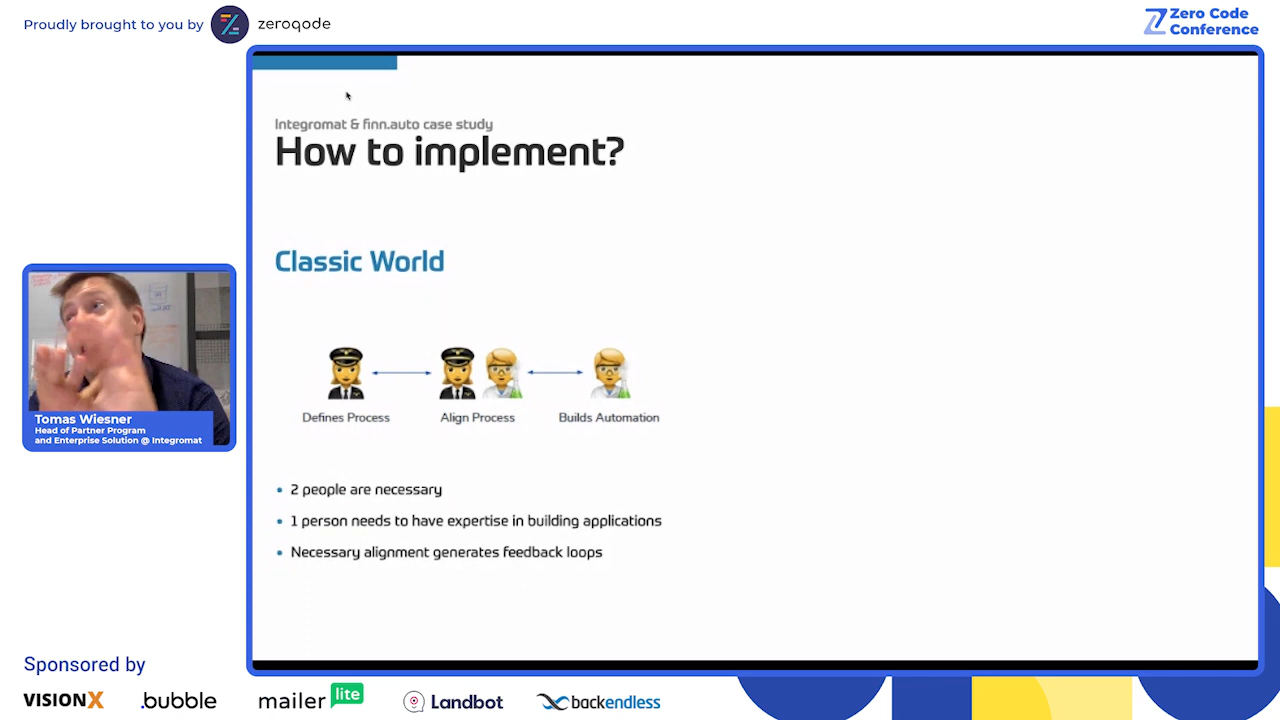 Proudly brought to you by zeroqode
Zero Code
Conference
Integromat & finn.auto case study
How to implement?
Classic World
Defines Process
Align Process
Builds Automation
• 2 people are necessary
• 1 person needs to have expertise in building applications
• Necessary alignment generates feedback loops
Tomas Wiesner
Head of Partner Program
and Enterprise Solution @ Integromat
Sponsored by
VISIONX
.bubble
mailer lite
Landbot
backendless